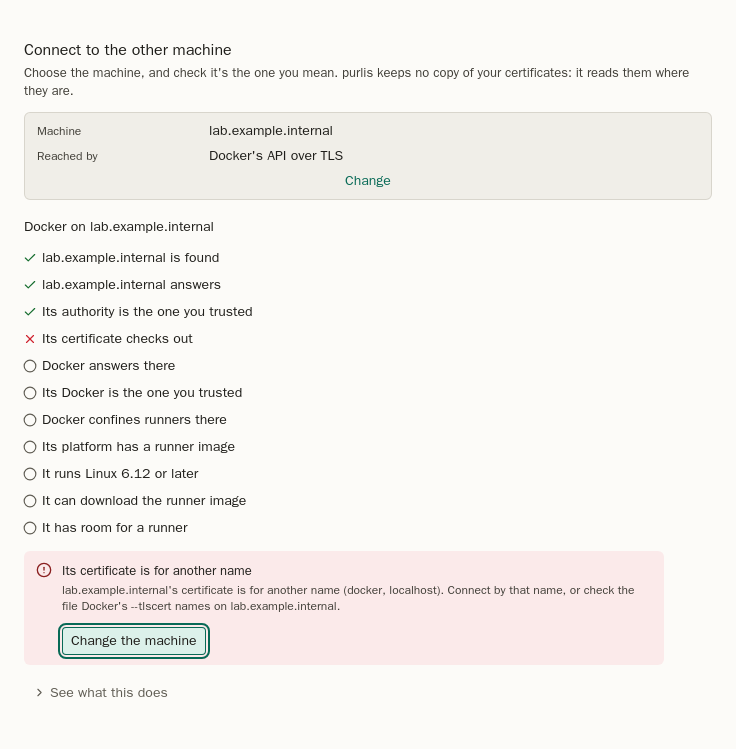 Connect to the other machine
Choose the machine, and check it's the one you mean. purlis keeps no copy of your certificates: it reads them where
they are.
Machine lab.example.internal
Reached by Docker's API over TLS
Change
Docker on lab.example.internal
lab.example.internal is found
lab.example.internal answers
Its authority is the one you trusted
Its certificate checks out
Docker answers there
Its Docker is the one you trusted
Docker confines runners there
Its platform has a runner image
It runs Linux 6.12 or later
It can download the runner image
It has room for a runner
Its certificate is for another name
lab.example.internal's certificate is for another name (docker, localhost). Connect by that name, or check the
file Docker's --tlscert names on lab.example.internal.
Change the machine
See what this does